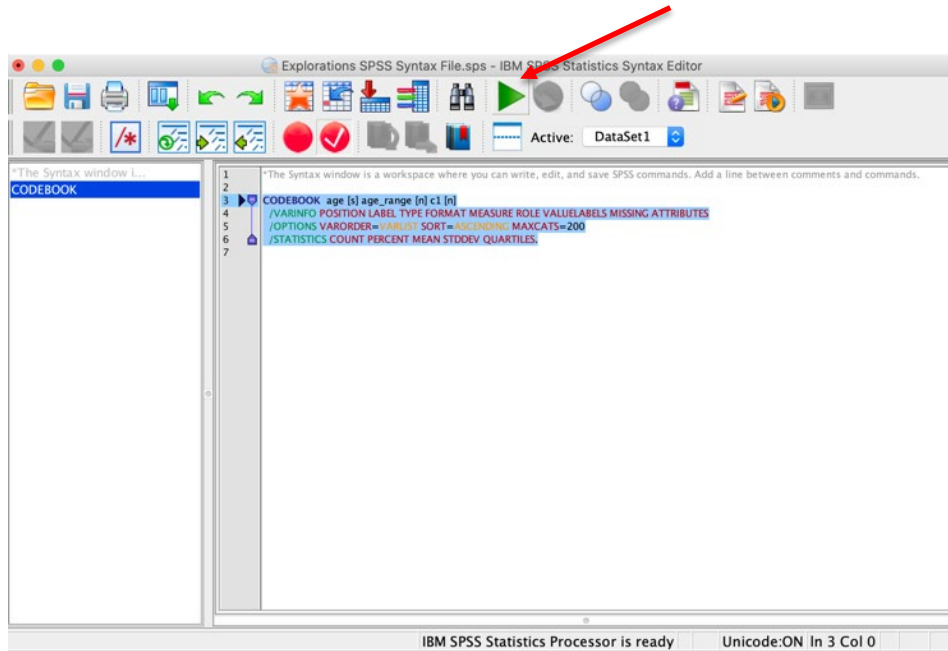 Explorations SPSS Syntax File.sps - IBM SPSS Statistics Syntax Editor
/*
Active: DataSet1
*The Syntax window i...
CODEBOOK
1 *The Syntax window is a workspace where you can write, edit, and save SPSS commands. Add a line between comments and commands.
2
3 CODEBOOK age [s] age_range [n] c1 [n]
4 /VARINFO POSITION LABEL TYPE FORMAT MEASURE ROLE VALUELABELS MISSING ATTRIBUTES
5 /OPTIONS VARORDER=VARLIST SORT=ASCENDING MAXCATS=200
6 /STATISTICS COUNT PERCENT MEAN STDDEV QUARTILES.
7
IBM SPSS Statistics Processor is ready Unicode:ON In 3 Col 0